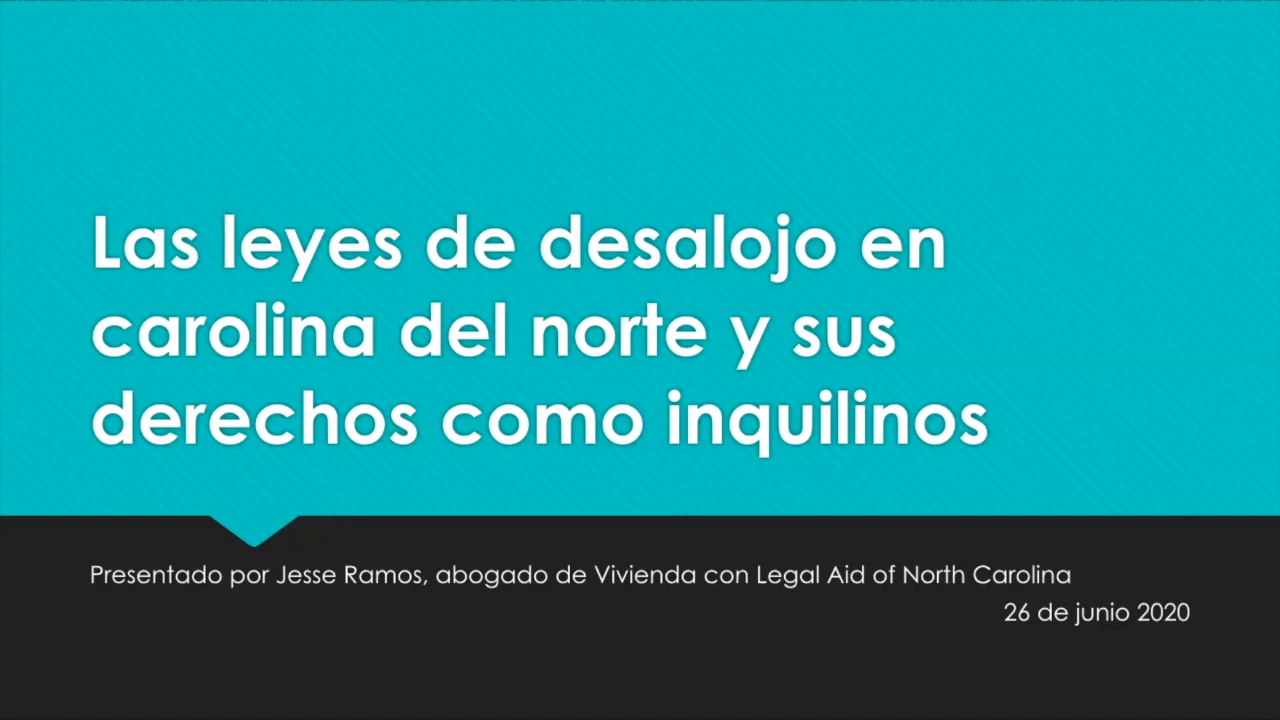 Las leyes de desalojo en
carolina del norte y sus
derechos como inquilinos
Presentado por Jesse Ramos, abogado de Vivienda con Legal Aid of North Carolina
26 de junio 2020